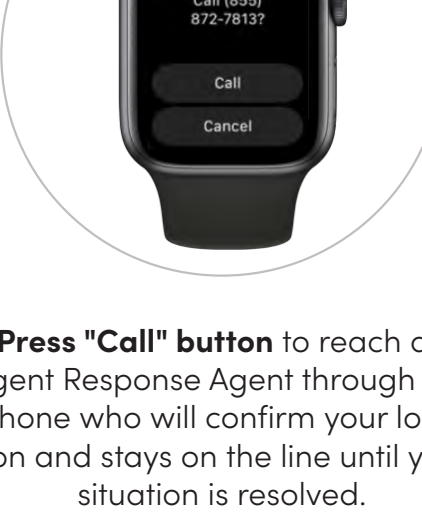 Call (855)
872-7813?
Call
Cancel
Press "Call" button to reach
gent Response Agent through
hone who will confirm your lo
on and stays on the line until y
situation is resolved.